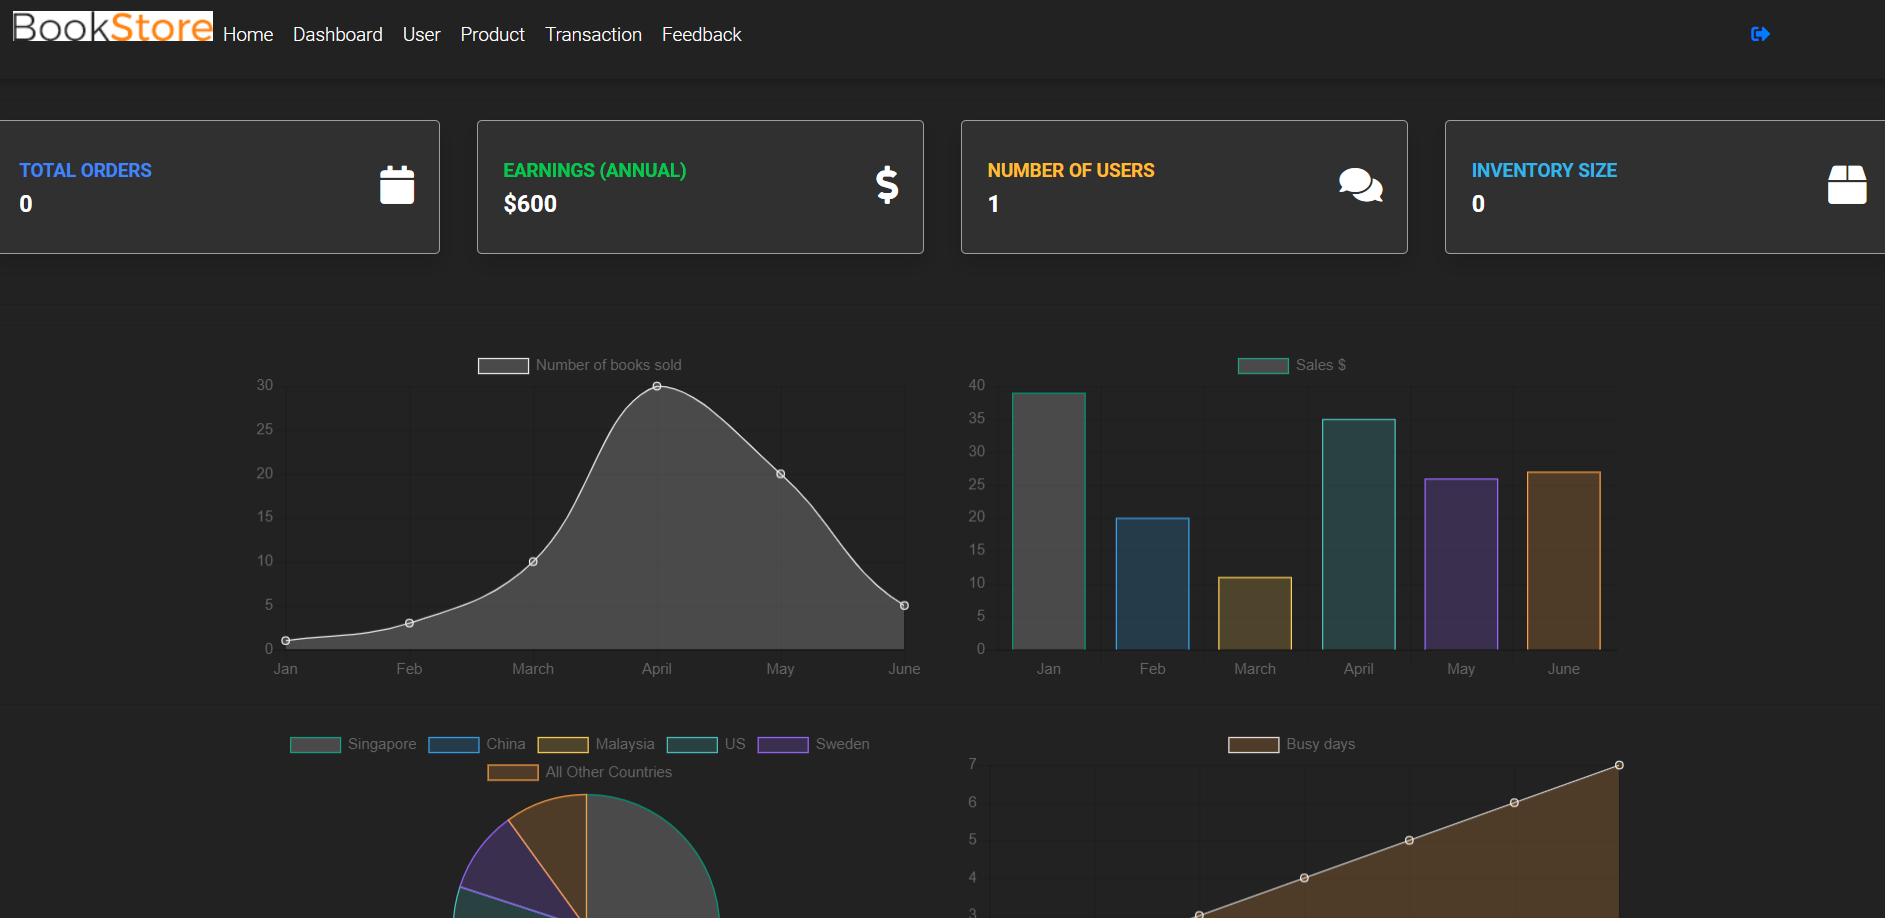 BookStore Home Dashboard User Product Transaction Feedback
TOTAL ORDERS
0
EARNINGS (ANNUAL)
$600
NUMBER OF USERS
1
INVENTORY SIZE
0
Number of books sold
30
25
20
15
10
5
0
Jan Feb March April May June
Sales $
40
35
30
25
20
15
10
5
0
Jan Feb March April May June
Singapore China Malaysia US Sweden
All Other Countries
Busy days
7
6
5
4
3